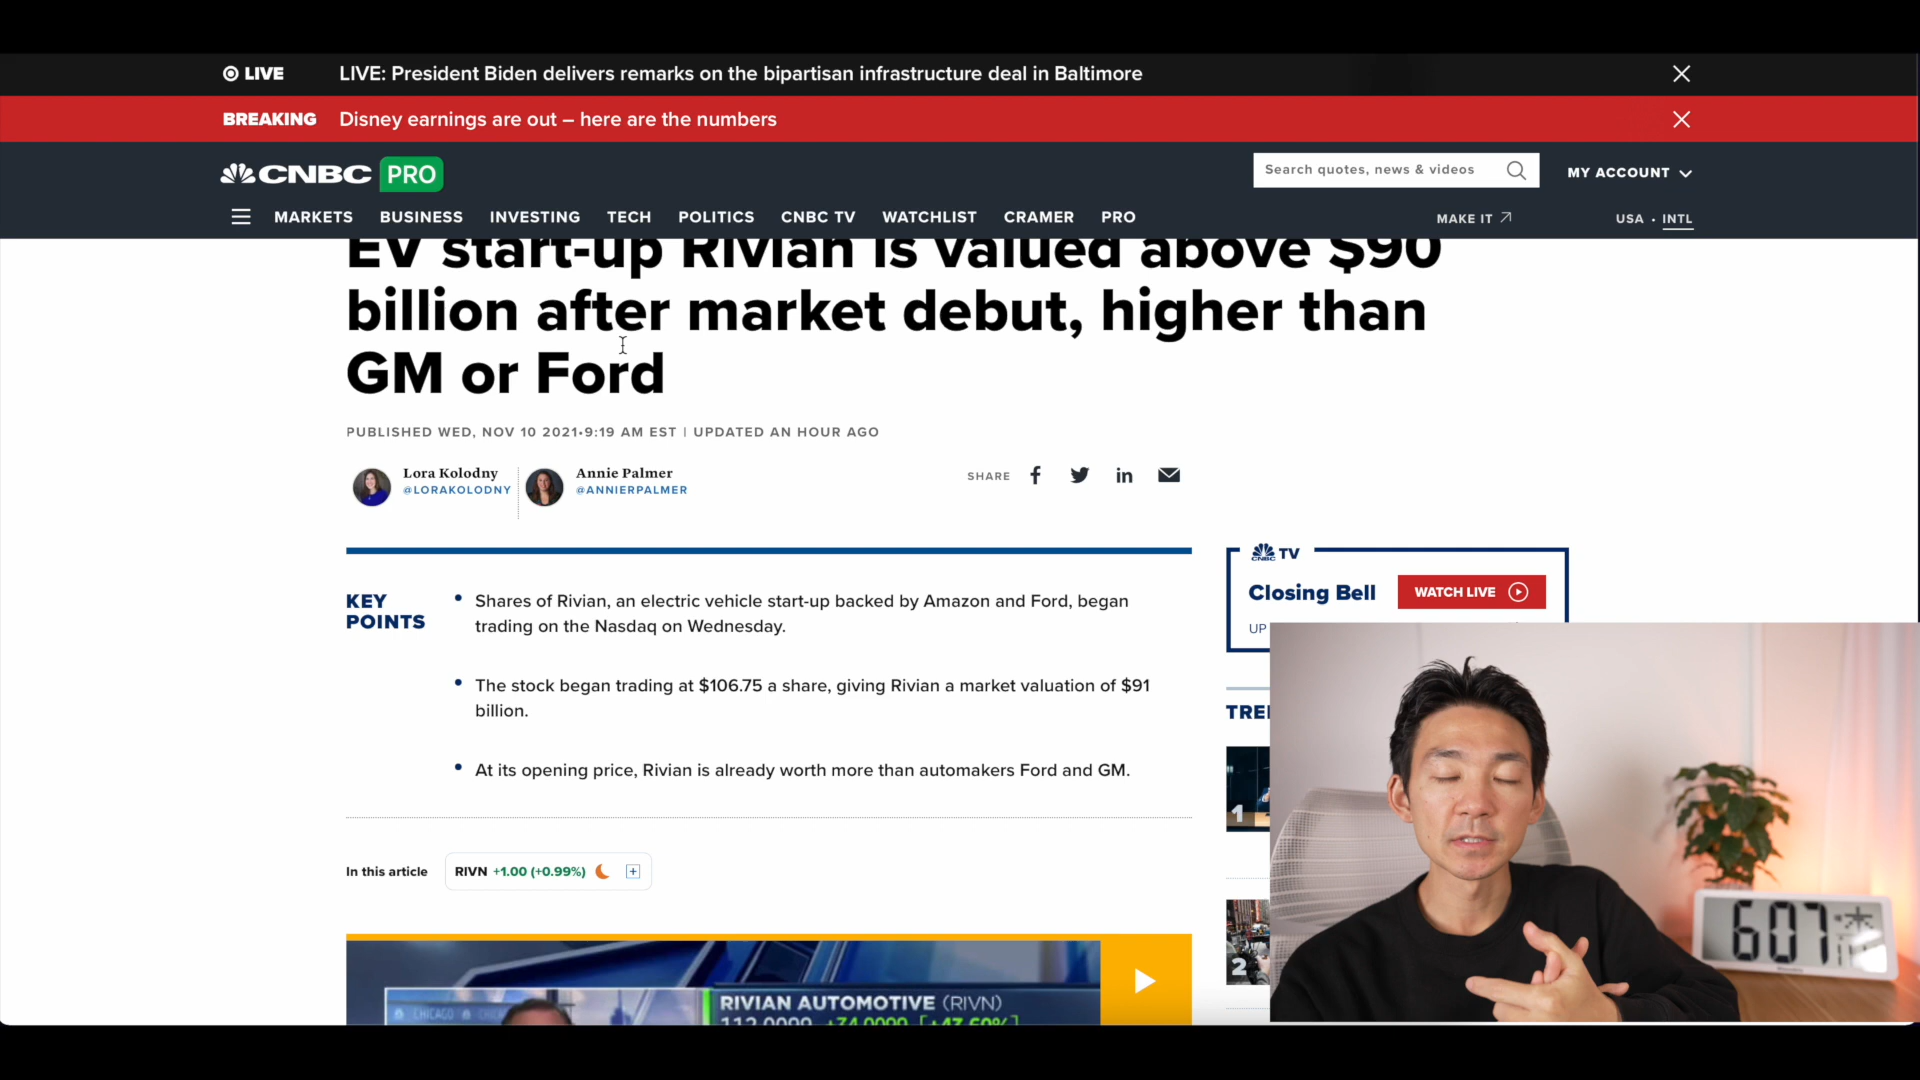 LIVE LIVE: President Biden delivers remarks on the bipartisan infrastructure deal in Baltimore
BREAKING Disney earnings are out – here are the numbers
CNBC PRO Search quotes, news & videos MY ACCOUNT
MARKETS BUSINESS INVESTING TECH POLITICS CNBC TV WATCHLIST CRAMER PRO MAKE IT USA • INTL
EV start-up Rivian is valued above $90
billion after market debut, higher than
GM or Ford
PUBLISHED WED, NOV 10 2021•9:19 AM EST | UPDATED AN HOUR AGO
Lora Kolodny
@LORAKOLODNY
Annie Palmer
@ANNIERPALMER
SHARE
KEY
POINTS
• Shares of Rivian, an electric vehicle start-up backed by Amazon and Ford, began
trading on the Nasdaq on Wednesday.
• The stock began trading at $106.75 a share, giving Rivian a market valuation of $91
billion.
• At its opening price, Rivian is already worth more than automakers Ford and GM.
In this article RIVN +1.00 (+0.99%)
CHICAGO
RIVIAN AUTOMOTIVE (RIVN)
CNBC TV
Closing Bell WATCH LIVE
UP
TRE
1
2
607